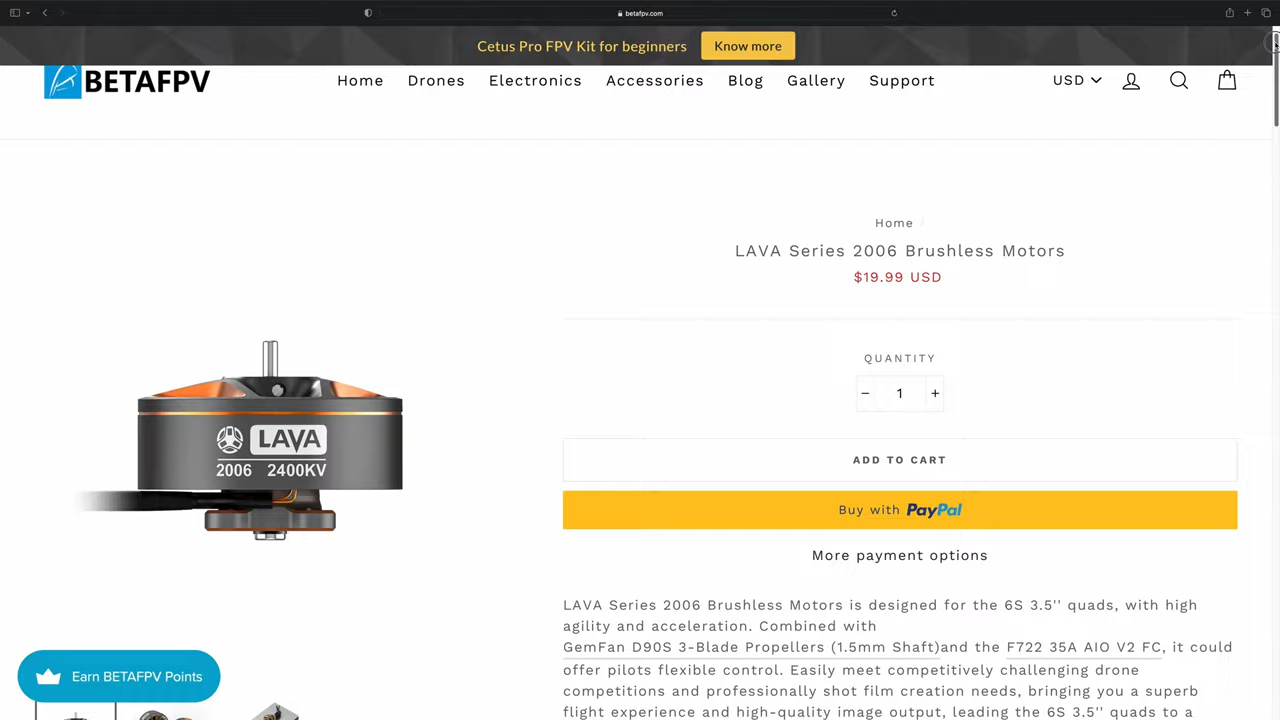 betafpv.com
Cetus Pro FPV Kit for beginners Know more
BETAFPV Home Drones Electronics Accessories Blog Gallery Support USD
Home /
LAVA Series 2006 Brushless Motors
$19.99 USD
QUANTITY
− 1 +
LAVA
2006 2400KV
ADD TO CART
Buy with PayPal
More payment options
LAVA Series 2006 Brushless Motors is designed for the 6S 3.5'' quads, with high
agility and acceleration. Combined with
GemFan D90S 3-Blade Propellers (1.5mm Shaft)and the F722 35A AIO V2 FC, it could
offer pilots flexible control. Easily meet competitively challenging drone
competitions and professionally shot film creation needs, bringing you a superb
flight experience and high-quality image output, leading the 6S 3.5'' quads to a
Earn BETAFPV Points